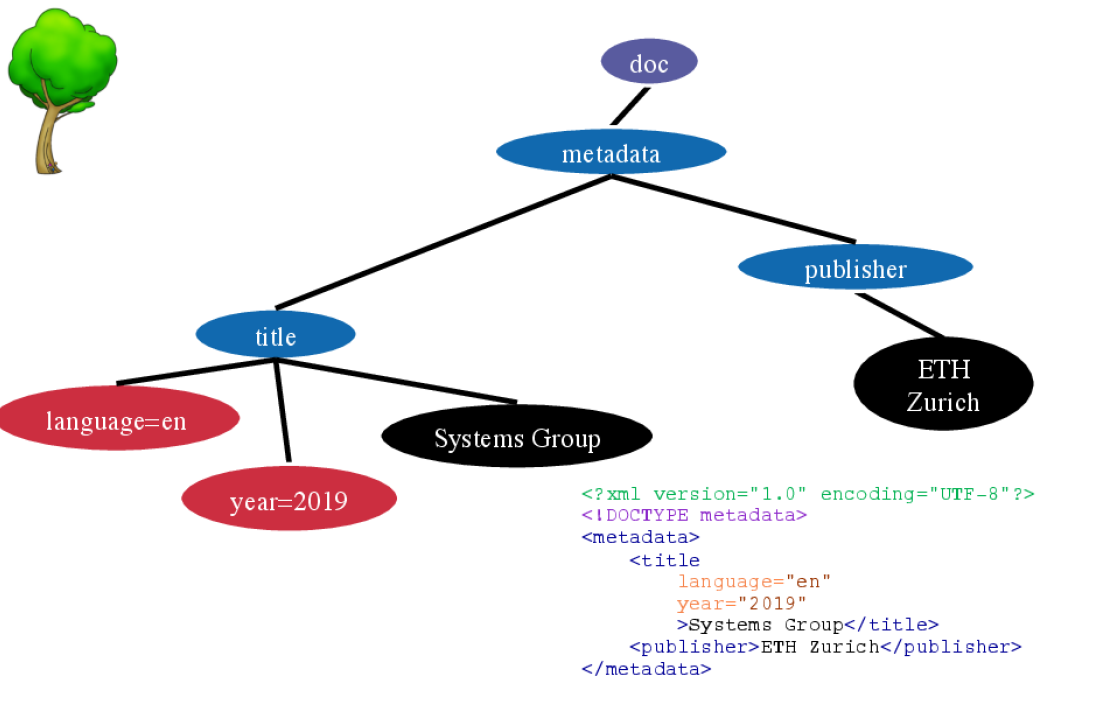 doc
metadata
publisher
title
ETH
Zurich
language=en
Systems Group
year=2019
<?xml version="1.0" encoding="UTF-8"?>
<!DOCTYPE metadata>
<metadata>
    <title
        language="en"
        year="2019"
        >Systems Group</title>
    <publisher>ETH Zurich</publisher>
</metadata>